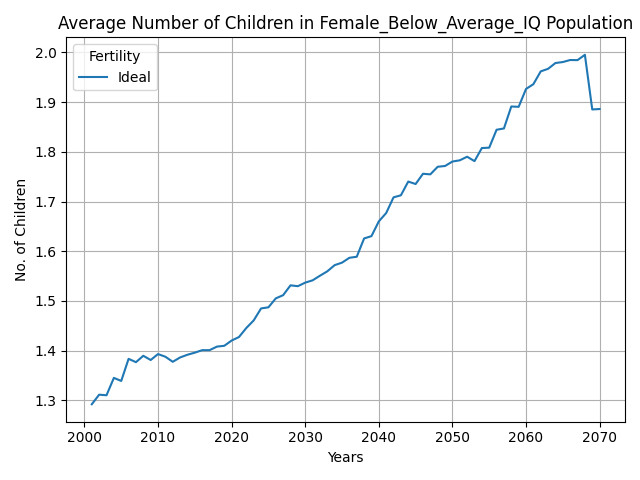 Average Number of Children in Female_Below_Average_IQ Population
Fertility
Ideal
2.0
1.9
1.8
1.7
1.6
1.5
1.4
1.3
No. of Children
2000 2010 2020 2030 2040 2050 2060 2070
Years